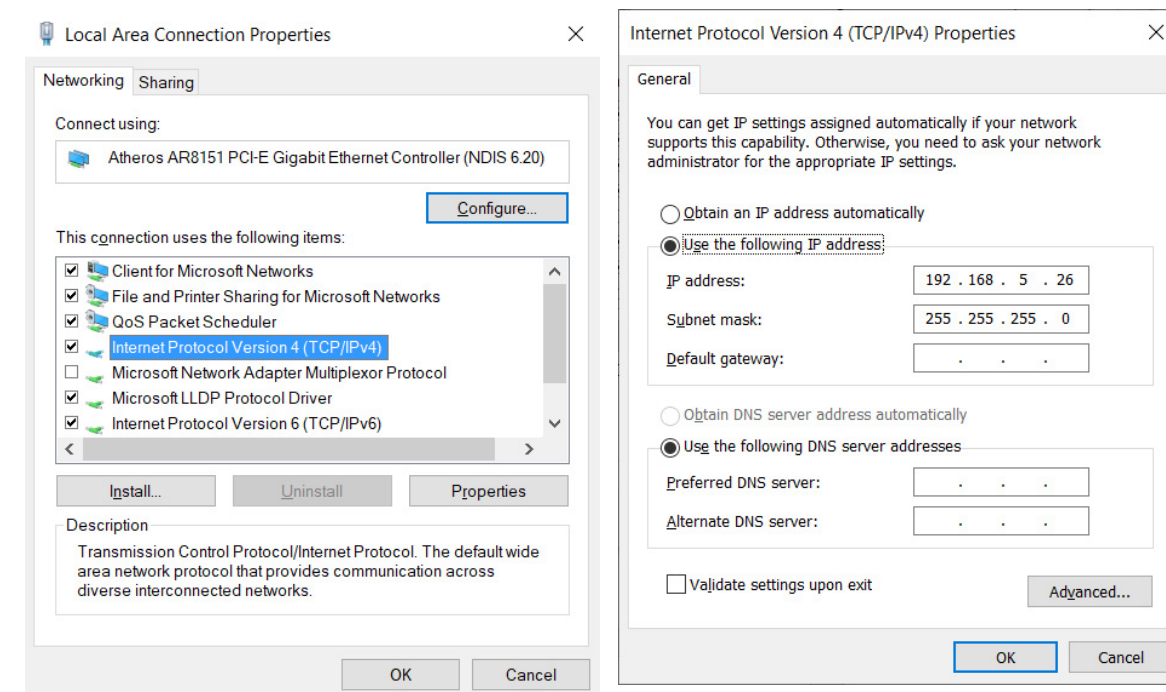 Local Area Connection Properties
Networking
Sharing
Connect using:
Atheros AR8151 PCI-E Gigabit Ethernet Controller (NDIS 6.20)
Configure...
This connection uses the following items:
Client for Microsoft Networks
File and Printer Sharing for Microsoft Networks
QoS Packet Scheduler
Internet Protocol Version 4 (TCP/IPv4)
Microsoft Network Adapter Multiplexor Protocol
Microsoft LLDP Protocol Driver
Internet Protocol Version 6 (TCP/IPv6)
Install...
Uninstall
Properties
Description
Transmission Control Protocol/Internet Protocol. The default wide
area network protocol that provides communication across
diverse interconnected networks.
OK
Cancel
Internet Protocol Version 4 (TCP/IPv4) Properties
General
You can get IP settings assigned automatically if your network
supports this capability. Otherwise, you need to ask your network
administrator for the appropriate IP settings.
Obtain an IP address automatically
Use the following IP address:
IP address:
192 . 168 . 5 . 26
Subnet mask:
255 . 255 . 255 . 0
Default gateway:
. . .
Obtain DNS server address automatically
Use the following DNS server addresses
Preferred DNS server:
. . .
Alternate DNS server:
. . .
Validate settings upon exit
Advanced...
OK
Cancel